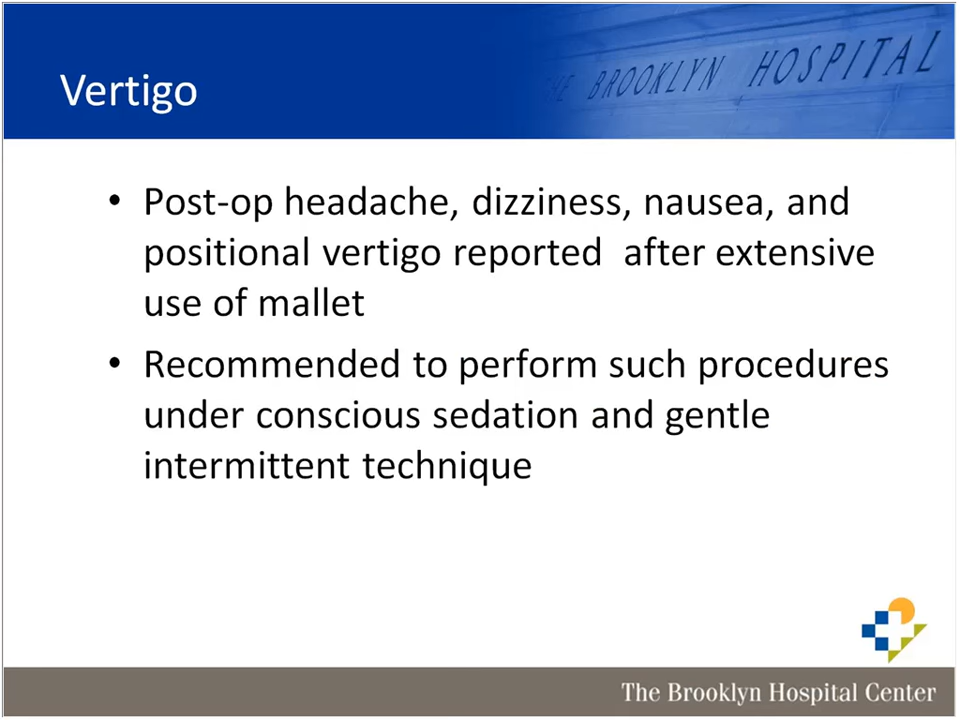 THE BROOKLYN HOSPITAL
Vertigo
• Post-op headache, dizziness, nausea, and
positional vertigo reported  after extensive
use of mallet
• Recommended to perform such procedures
under conscious sedation and gentle
intermittent technique
The Brooklyn Hospital Center